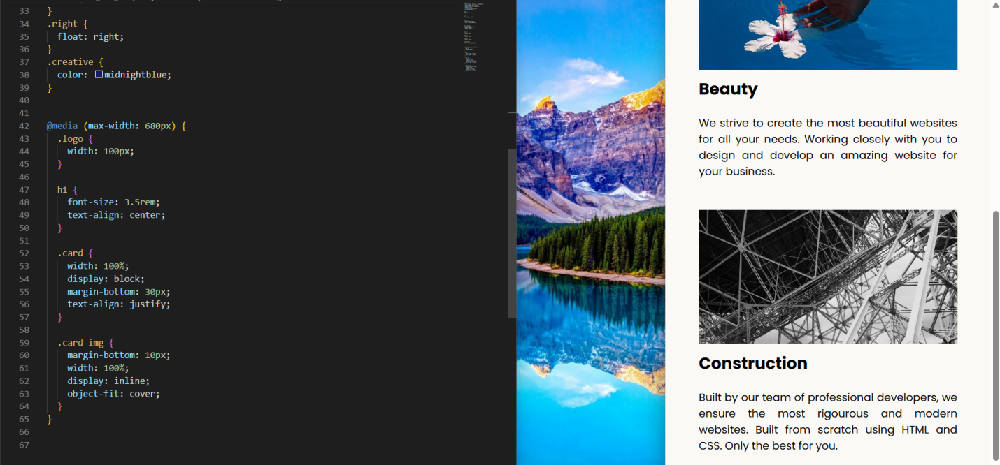 33 }
34 .right {
35 float: right;
36 }
37 .creative {
38 color: midnightblue;
39 }
40
41
42 @media (max-width: 680px) {
43 .logo {
44 width: 100px;
45 }
46
47 h1 {
48 font-size: 3.5rem;
49 text-align: center;
50 }
51
52 .card {
53 width: 100%;
54 display: block;
55 margin-bottom: 30px;
56 text-align: justify;
57 }
58
59 .card img {
60 margin-bottom: 10px;
61 width: 100%;
62 display: inline;
63 object-fit: cover;
64 }
65 }
66
67
Beauty
We strive to create the most beautiful websites
for all your needs. Working closely with you to
design and develop an amazing website for
your business.
Construction
Built by our team of professional developers, we
ensure the most rigourous and modern
websites. Built from scratch using HTML and
CSS. Only the best for you.